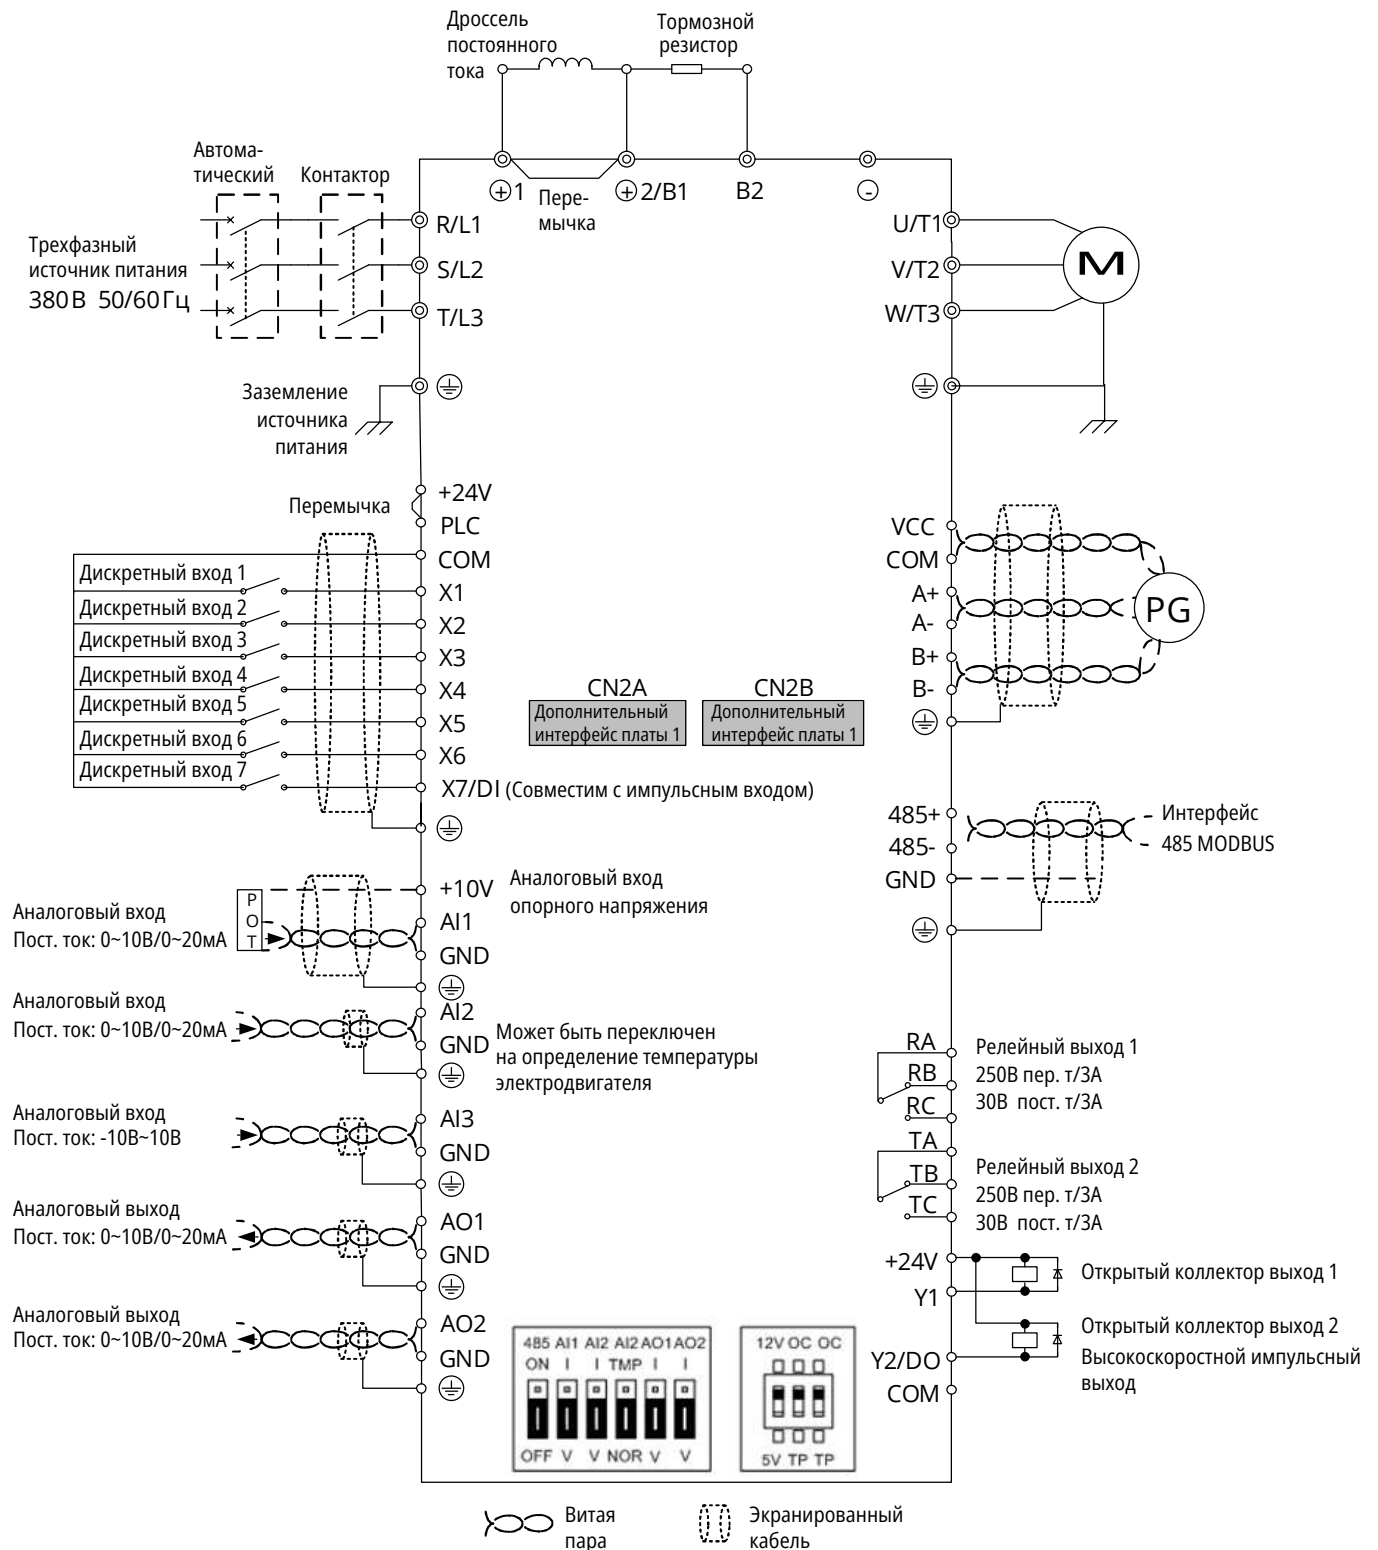 Дроссель
постоянного
тока
Тормозной
резистор
Автома-
тический
Контактор
+1
Пере-
мычка
+2/B1
B2
-
R/L1
S/L2
T/L3
Трехфазный
источник питания
380 В 50/60 Гц
U/T1
V/T2
W/T3
M
Заземление
источника
питания
Перемычка
+24V
PLC
COM
Дискретный вход 1
X1
Дискретный вход 2
X2
Дискретный вход 3
X3
Дискретный вход 4
X4
Дискретный вход 5
X5
Дискретный вход 6
X6
Дискретный вход 7
X7/DI (Совместим с импульсным входом)
VCC
COM
A+
A-
B+
B-
PG
CN2A
Дополнительный
интерфейс платы 1
CN2B
Дополнительный
интерфейс платы 1
485+
485-
GND
Интерфейс
485 MODBUS
+10V
Аналоговый вход
опорного напряжения
POT
Аналоговый вход
Пост. ток: 0~10В/0~20мА
AI1
GND
Аналоговый вход
Пост. ток: 0~10В/0~20мА
AI2
GND
Может быть переключен
на определение температуры
электродвигателя
Аналоговый вход
Пост. ток: -10В~10В
AI3
GND
Аналоговый выход
Пост. ток: 0~10В/0~20мА
AO1
GND
Аналоговый выход
Пост. ток: 0~10В/0~20мА
AO2
GND
RA
RB
RC
Релейный выход 1
250В пер. т/3А
30В пост. т/3А
TA
TB
TC
Релейный выход 2
250В пер. т/3А
30В пост. т/3А
+24V
Y1
Открытый коллектор выход 1
Y2/DO
COM
Открытый коллектор выход 2
Высокоскоростной импульсный
выход
485 AI1 AI2 AI2 AO1 AO2
ON I I TMP I I
OFF V V NOR V V
12V OC OC
5V TP TP
Витая
пара
Экранированный
кабель